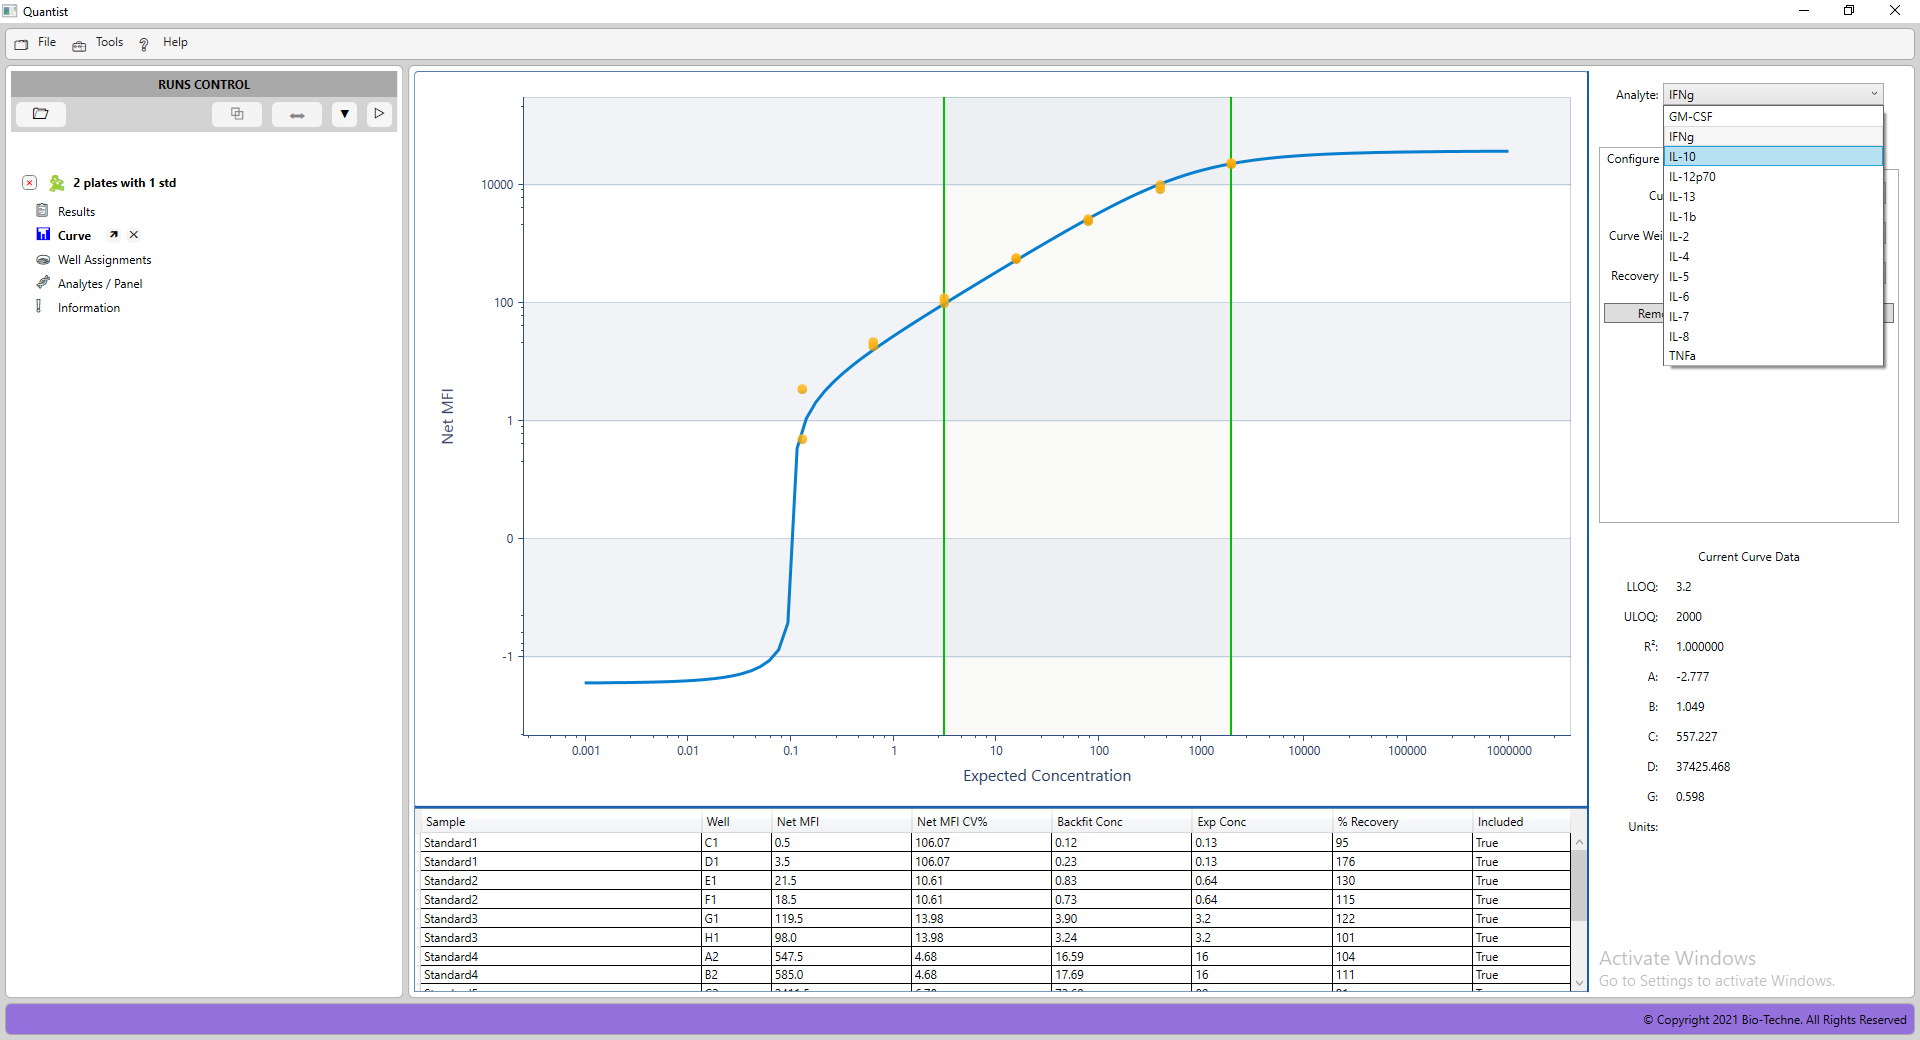 Quantist
File Tools Help
RUNS CONTROL
2 plates with 1 std
Results
Curve
Well Assignments
Analytes / Panel
Information
10000
100
1
0
-1
Net MFI
0.001 0.01 0.1 1 10 100 1000 10000 100000 1000000
Expected Concentration
Sample Well Net MFI Net MFI CV% Backfit Conc Exp Conc % Recovery Included
Standard1 C1 0.5 106.07 0.12 0.13 95 True
Standard1 D1 3.5 106.07 0.23 0.13 176 True
Standard2 E1 21.5 10.61 0.83 0.64 130 True
Standard2 F1 18.5 10.61 0.73 0.64 115 True
Standard3 G1 119.5 13.98 3.90 3.2 122 True
Standard3 H1 98.0 13.98 3.24 3.2 101 True
Standard4 A2 547.5 4.68 16.59 16 104 True
Standard4 B2 585.0 4.68 17.69 16 111 True
Analyte: IFNg
GM-CSF
IFNg
Configure
IL-10
IL-12p70
Cu
IL-13
IL-1b
Curve Wei
IL-2
IL-4
Recovery
IL-5
IL-6
Rem
IL-7
IL-8
TNFa
Current Curve Data
LLOQ: 3.2
ULOQ: 2000
R²: 1.000000
A: -2.777
B: 1.049
C: 557.227
D: 37425.468
G: 0.598
Units:
Activate Windows
Go to Settings to activate Windows.
© Copyright 2021 Bio-Techne. All Rights Reserved